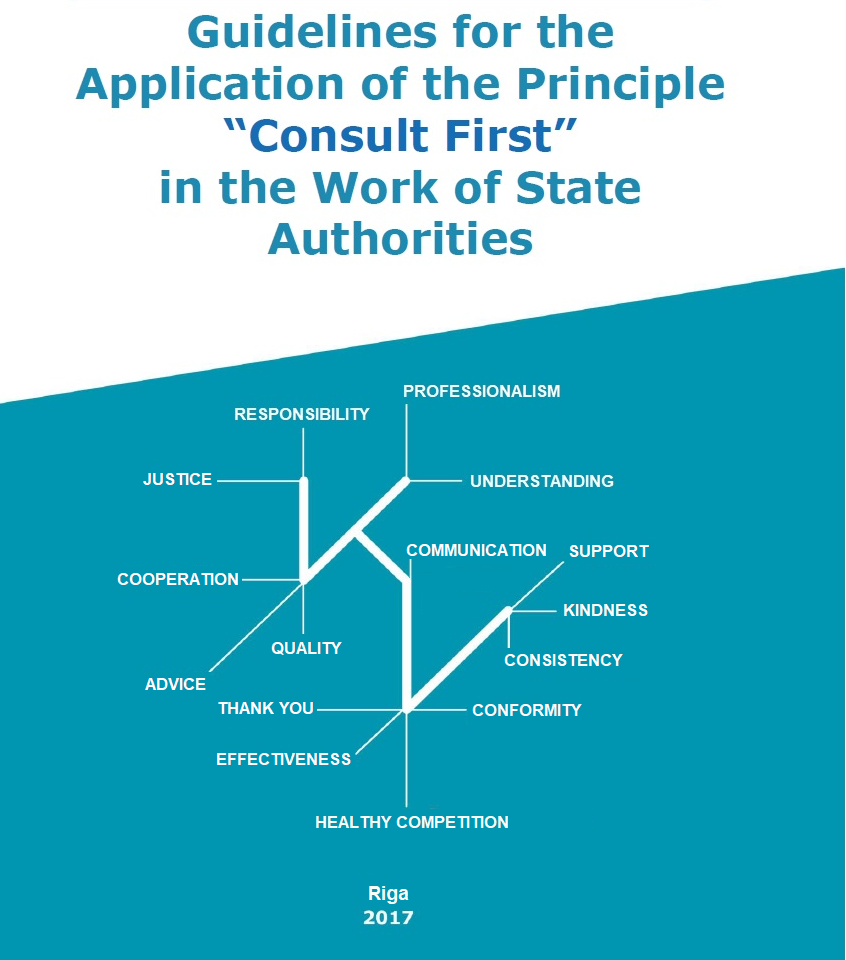 Guidelines for the
Application of the Principle
“Consult First”
in the Work of State
Authorities
PROFESSIONALISM
RESPONSIBILITY
JUSTICE
UNDERSTANDING
COMMUNICATION
SUPPORT
COOPERATION
KINDNESS
QUALITY
CONSISTENCY
ADVICE
THANK YOU
CONFORMITY
EFFECTIVENESS
HEALTHY COMPETITION
Riga
2017